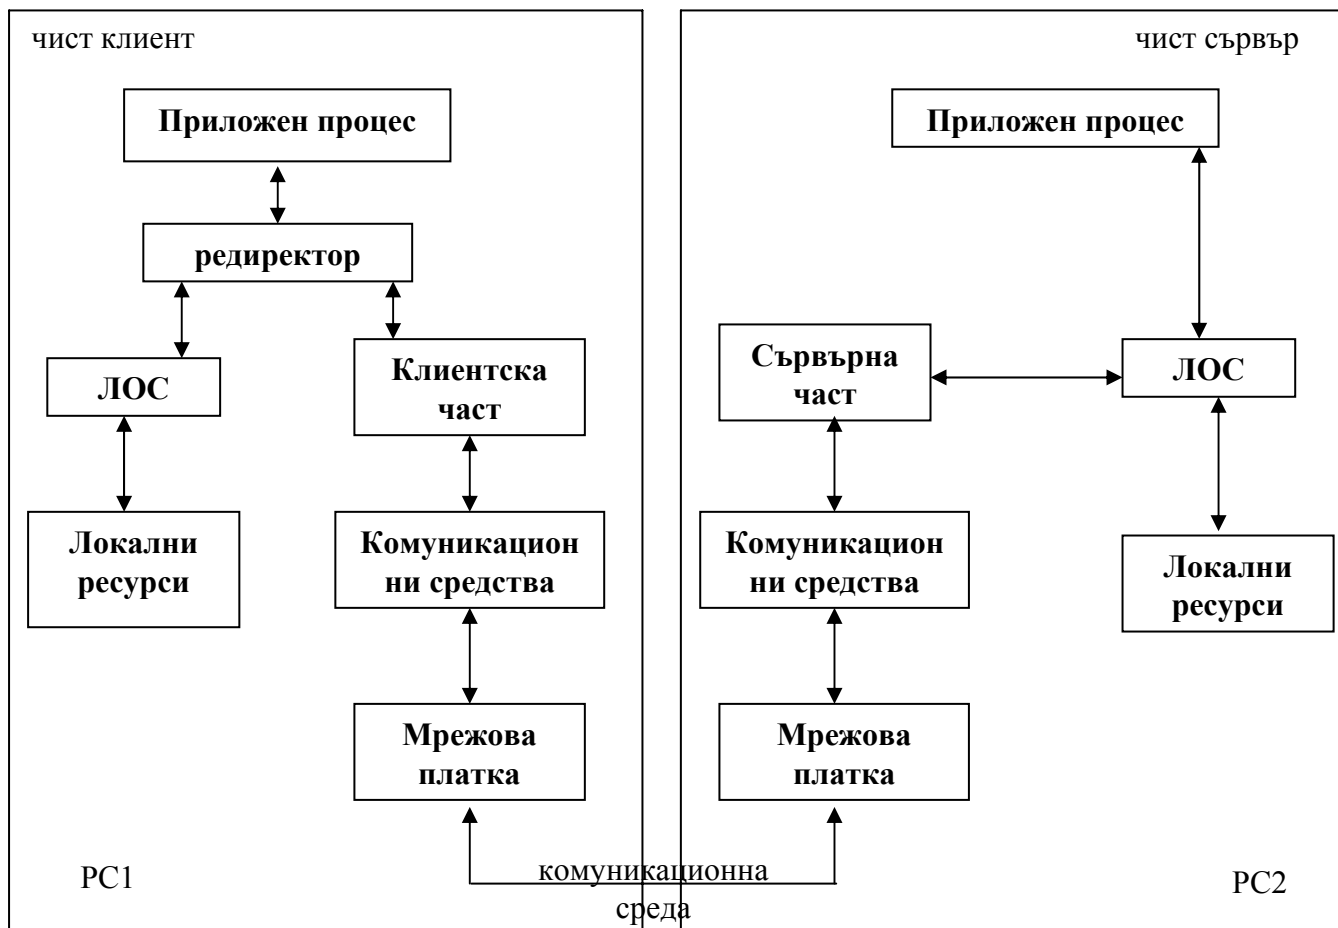 чист клиент
Приложен процес
редиректор
ЛОС
Клиентска
част
Локални
ресурси
Комуникацион
ни средства
Мрежова
платка
PC1
комуникационна
среда
чист сървър
Приложен процес
Сървърна
част
ЛОС
Комуникацион
ни средства
Локални
ресурси
Мрежова
платка
PC2